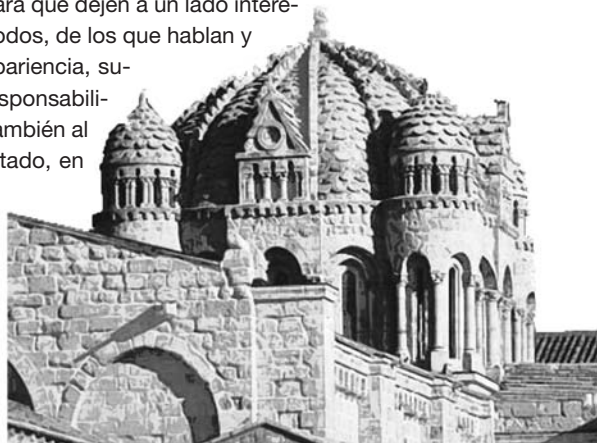 ara que dejen a un lado intere-
odos, de los que hablan y
pariencia, su-
sponsabili-
ambién al
tado, en